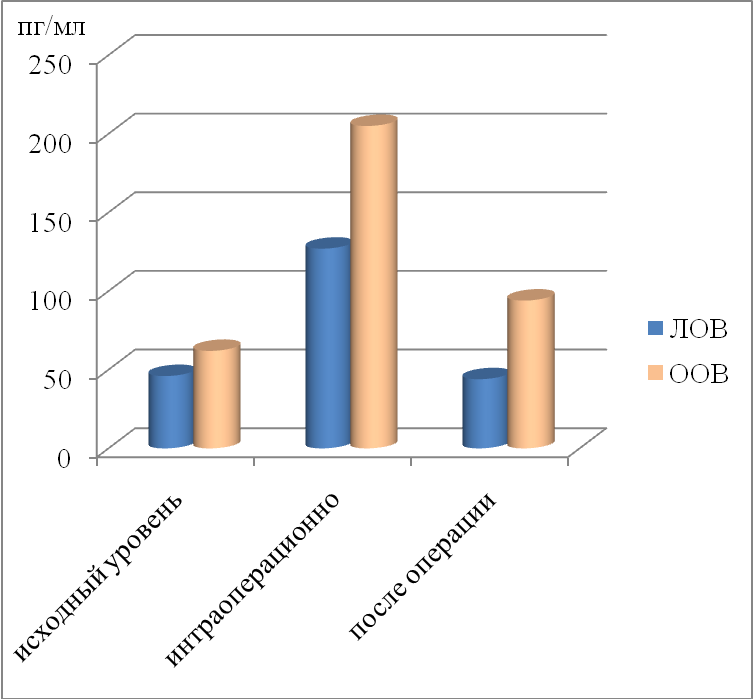 пг/мл
250
200
150
100
50
0
исходный уровень
интраоперационно
после операции
ЛОВ
ООВ